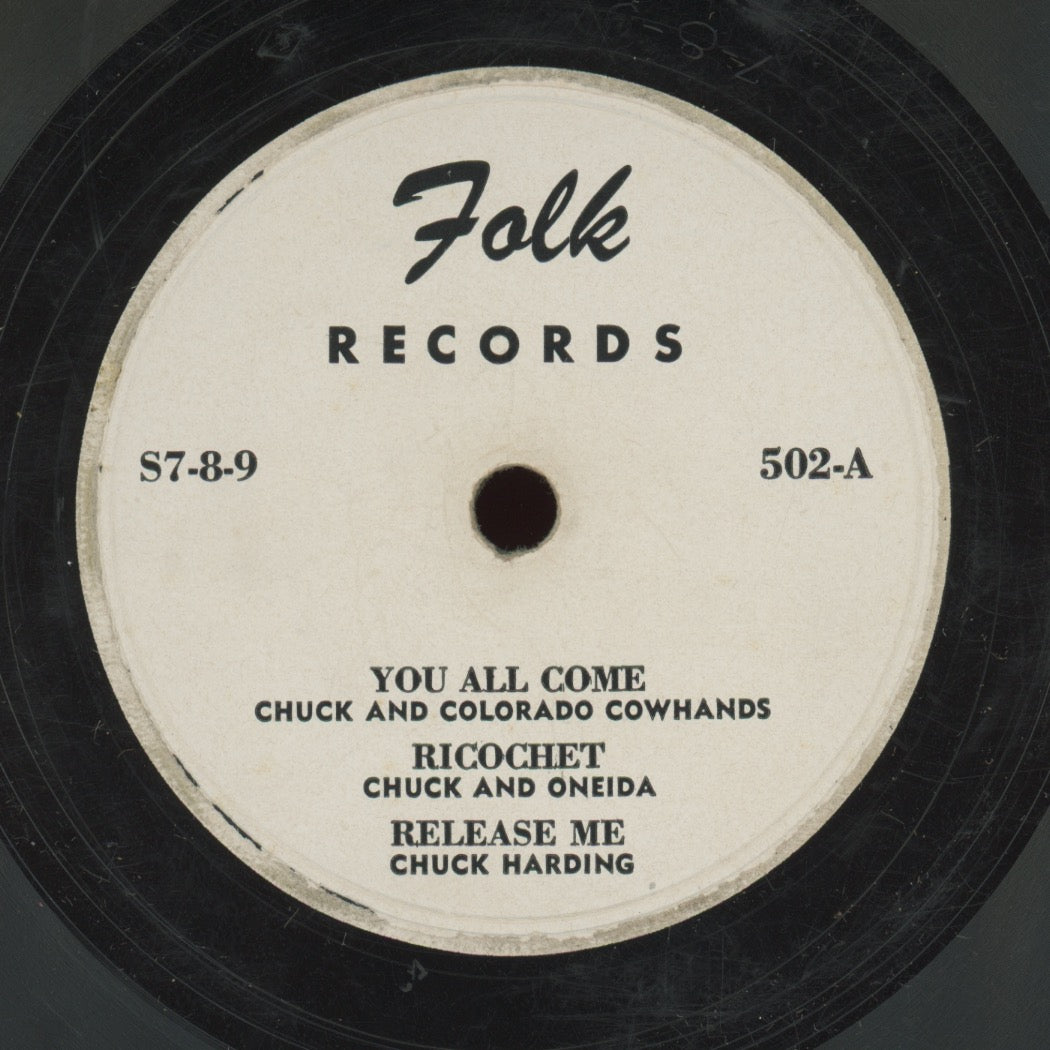 Folk
RECORDS
S7-8-9
502-A
YOU ALL COME
CHUCK AND COLORADO COWHANDS
RICOCHET
CHUCK AND ONEIDA
RELEASE ME
CHUCK HARDING